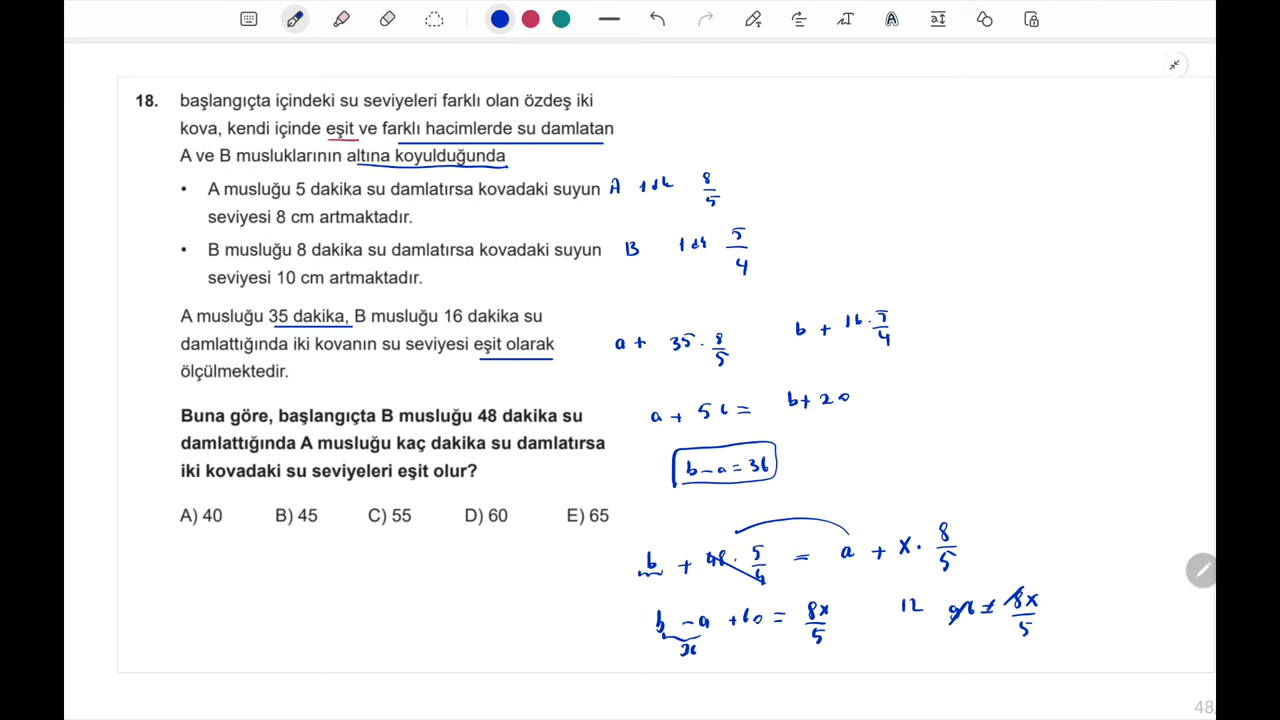 18. başlangıçta içindeki su seviyeleri farklı olan özdeş iki
kova, kendi içinde eşit ve farklı hacimlerde su damlatan
A ve B musluklarının altına koyulduğunda
• A musluğu 5 dakika su damlatırsa kovadaki suyun
seviyesi 8 cm artmaktadır.
A 1dk 8/5
• B musluğu 8 dakika su damlatırsa kovadaki suyun
seviyesi 10 cm artmaktadır.
B 1dk 5/4
A musluğu 35 dakika, B musluğu 16 dakika su
damlattığında iki kovanın su seviyesi eşit olarak
ölçülmektedir.
a + 35 · 8/5 b + 16 · 5/4
a + 56 = b + 20
b - a = 36
Buna göre, başlangıçta B musluğu 48 dakika su
damlattığında A musluğu kaç dakika su damlatırsa
iki kovadaki su seviyeleri eşit olur?
A) 40 B) 45 C) 55 D) 60 E) 65
b + 48 · 5/4 = a + x · 8/5
b - a + 60 = 8x/5
36
12 96 = 8x/5
48